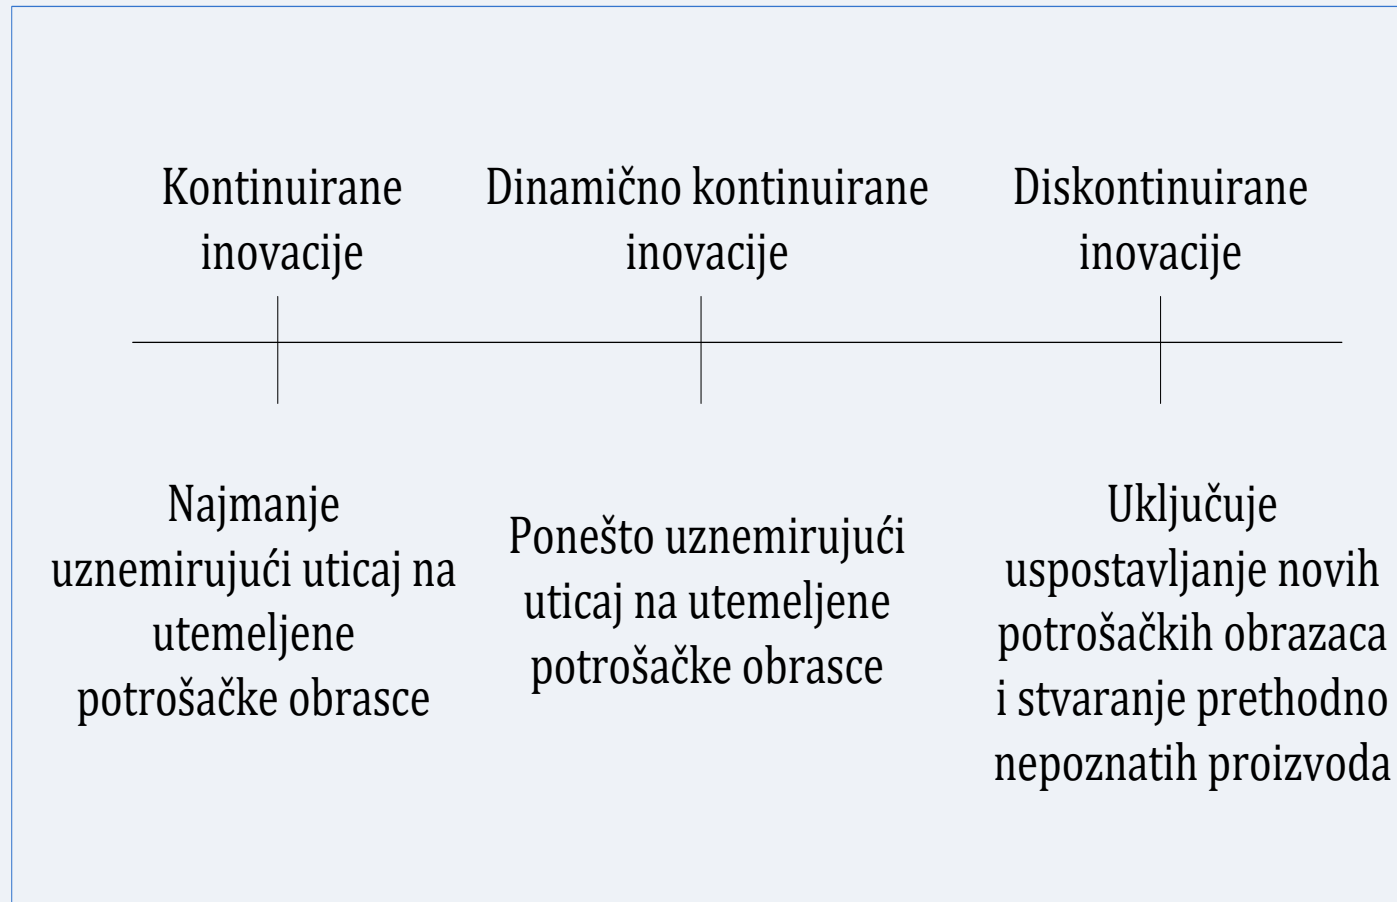 Kontinuirane
inovacije
Dinamično kontinuirane
inovacije
Diskontinuirane
inovacije
Najmanje
uznemirujući uticaj na
utemeljene
potrošačke obrasce
Ponešto uznemirujući
uticaj na utemeljene
potrošačke obrasce
Uključuje
uspostavljanje novih
potrošačkih obrazaca
i stvaranje prethodno
nepoznatih proizvoda